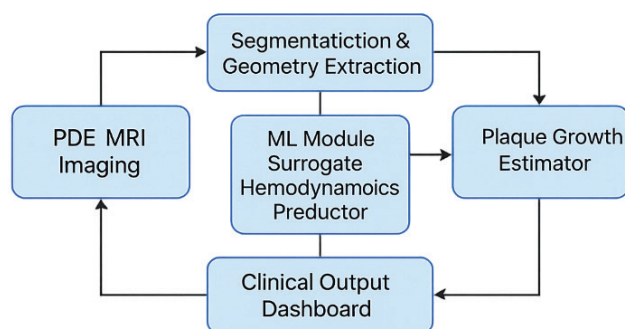 Segmentatiction &
Geometry Extraction
PDE MRI
Imaging
ML Module
Surrogate
Hemodynamoics
Preductor
Plaque Growth
Estimator
Clinical Output
Dashboard